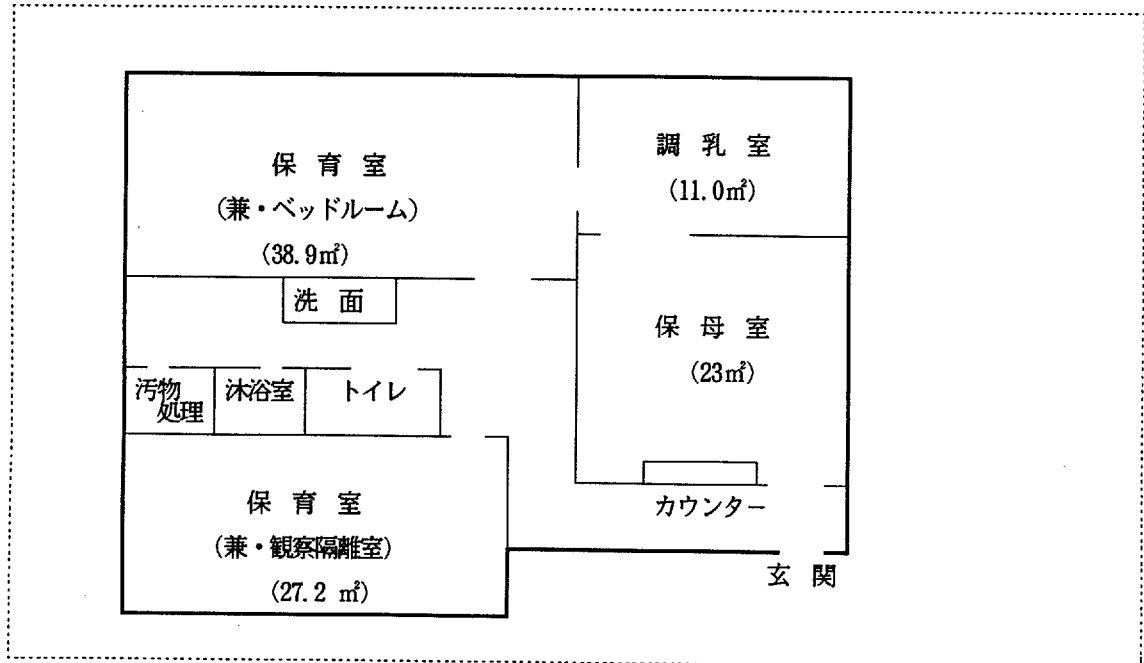 保育室
(兼・ベッドルーム)
(38.9㎡)
調乳室
(11.0㎡)
洗面
保母室
(23㎡)
汚物
処理
沐浴室
トイレ
カウンター
保育室
(兼・観察隔離室)
(27.2 ㎡)
玄関